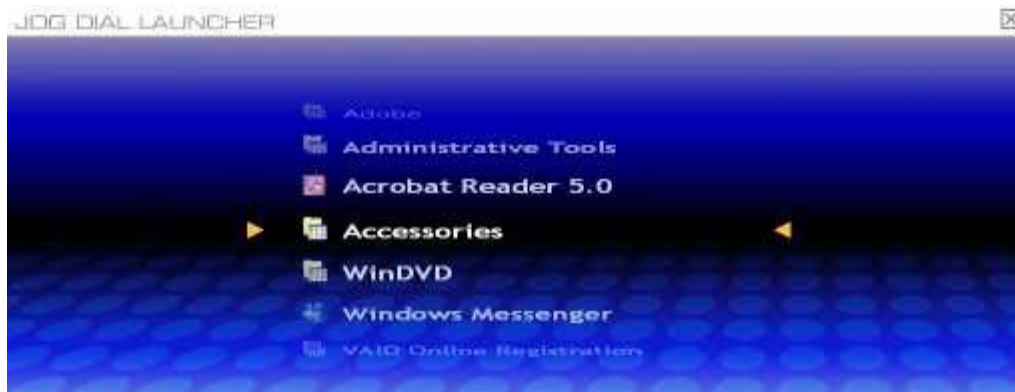 JOG DIAL LAUNCHER
Adobe
Administrative Tools
Acrobat Reader 5.0
Accessories
WinDVD
Windows Messenger
VAIO Online Registration